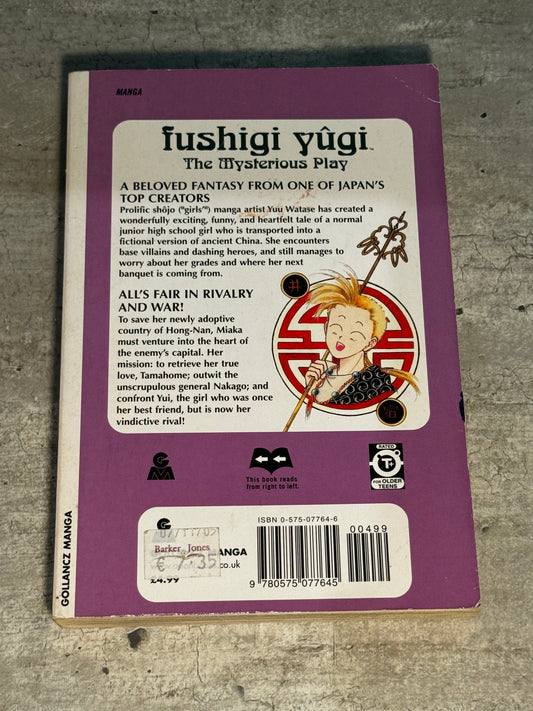 MANGA
fushigi yûgi™
The Mysterious Play
A BELOVED FANTASY FROM ONE OF JAPAN'S
TOP CREATORS
Prolific shôjo ("girls'") manga artist Yuu Watase has created a
wonderfully exciting, funny, and heartfelt tale of a normal
junior high school girl who is transported into a
fictional version of ancient China. She encounters
base villains and dashing heroes, and still manages to
worry about her grades and where her next
banquet is coming from.
ALL'S FAIR IN RIVALRY
AND WAR!
To save her newly adoptive
country of Hong-Nan, Miaka
must venture into the heart of
the enemy's capital. Her
mission: to retrieve her true
love, Tamahome; outwit the
unscrupulous general Nakago; and
confront Yui, the girl who was once
her best friend, but is now her
vindictive rival!
井
GM
This book reads
from right to left.
RATED
T+
FOR OLDER
TEENS
ISBN 0-575-07764-6
00499
9 780575 077645
Barker Jones
€ 7.35
ANGA
.co.uk
£4.99
GOLLANCZ MANGA